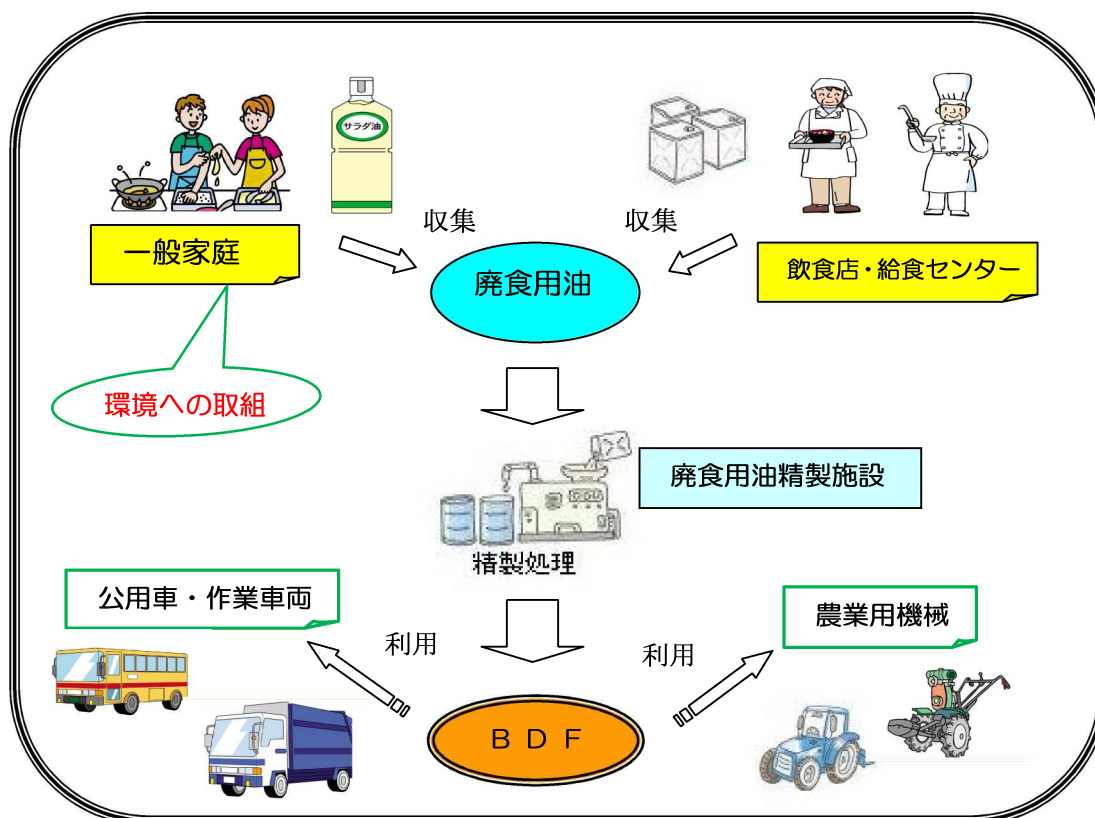 サラダ油
収集
収集
一般家庭
廃食用油
飲食店・給食センター
環境への取組
廃食用油精製施設
精製処理
公用車・作業車両
農業用機械
利用
利用
ＢＤＦ